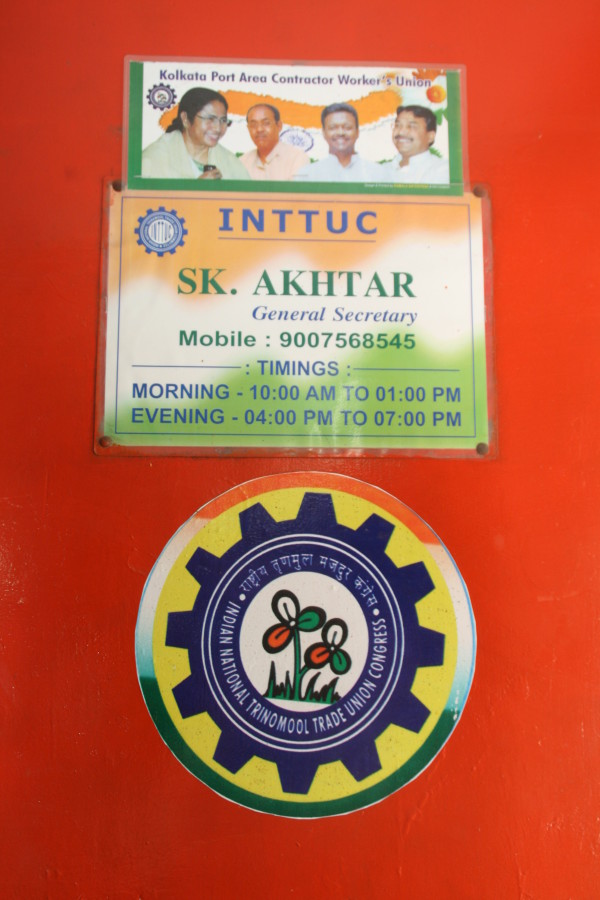 Kolkata Port Area Contractor Worker's Union
INTTUC
INTTUC
SK. AKHTAR
General Secretary
Mobile : 9007568545
: TIMINGS :
MORNING - 10:00 AM TO 01:00 PM
EVENING - 04:00 PM TO 07:00 PM
राष्ट्रीय तृणमुल मजदुर कंग्रेस
INDIAN NATIONAL TRINOMOOL TRADE UNION CONGRESS